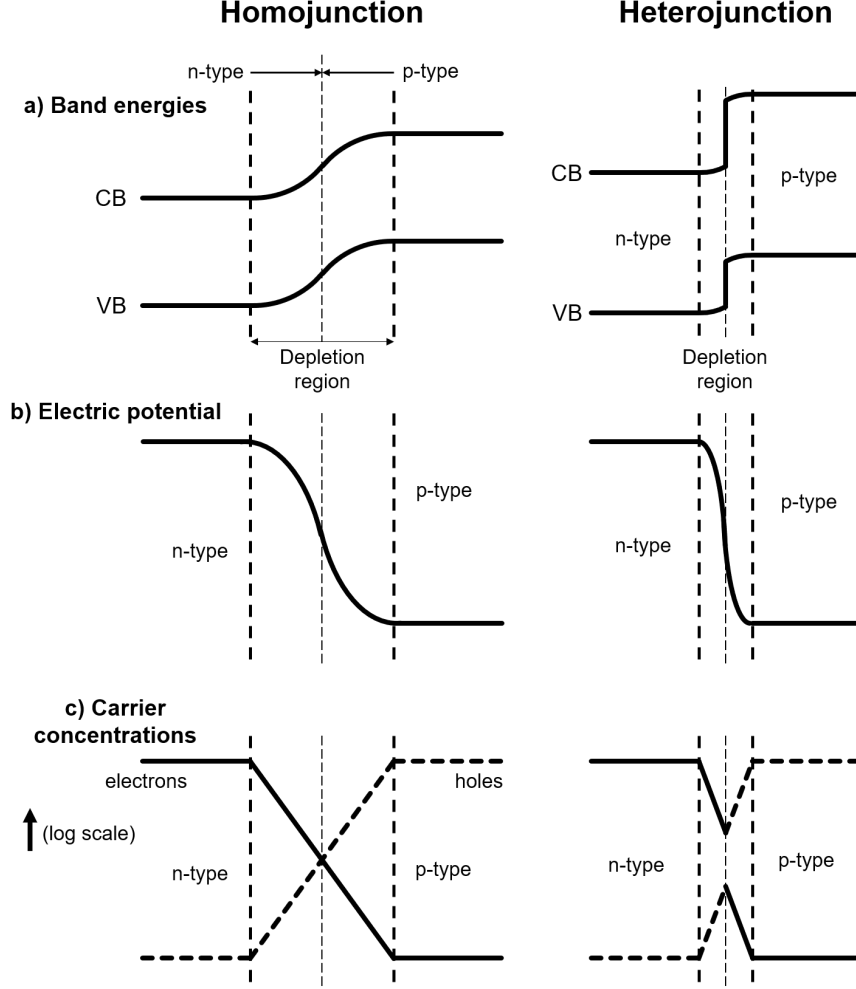 Homojunction
Heterojunction
n-type
p-type
a) Band energies
CB
VB
Depletion
region
CB
p-type
n-type
VB
Depletion
region
b) Electric potential
n-type
p-type
n-type
p-type
c) Carrier
concentrations
electrons
holes
(log scale)
n-type
p-type
n-type
p-type